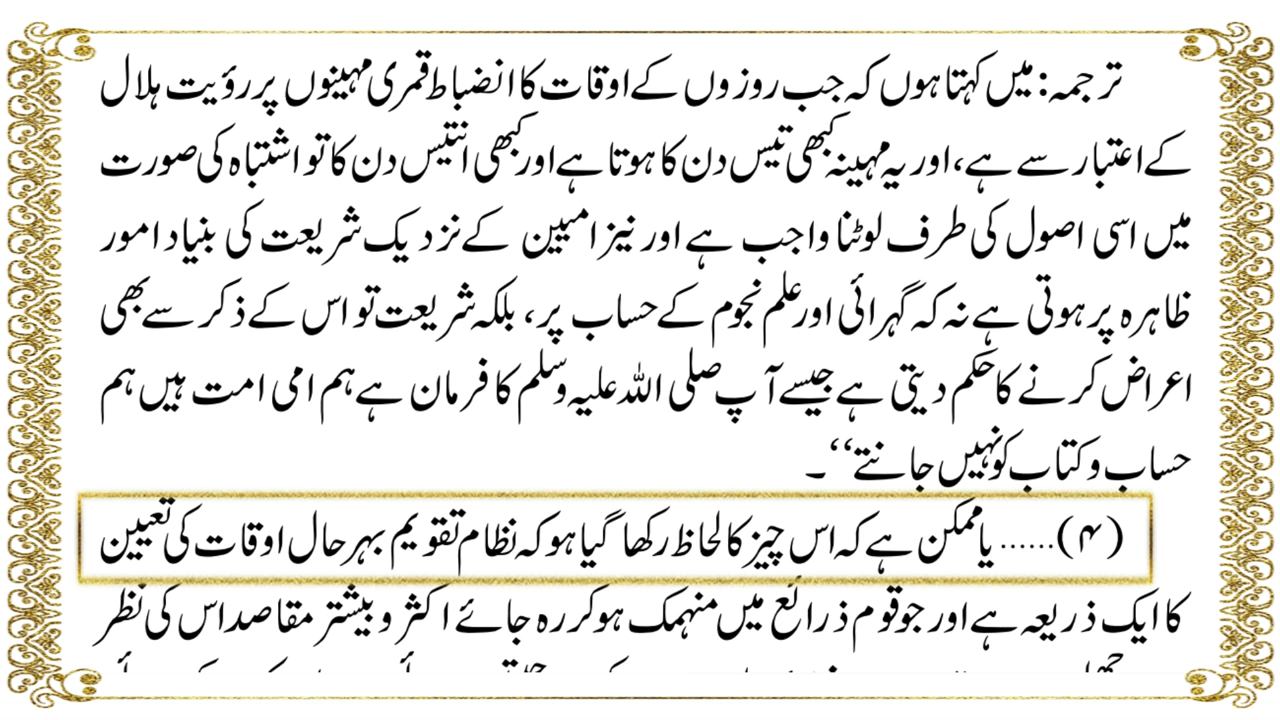 ترجمہ: میں کہتا ہوں کہ جب روزوں کے اوقات کا انضباط قمری مہینوں پر رؤیت ہلال
کے اعتبار سے ہے، اور یہ مہینہ کبھی تیس دن کا ہوتا ہے اور کبھی انتیس دن کا تو اشتباہ کی صورت
میں اسی اصول کی طرف لوٹنا واجب ہے اور نیز امیین کے نزدیک شریعت کی بنیاد امور
ظاہرہ پر ہوتی ہے نہ کہ گہرائی اور علم نجوم کے حساب پر، بلکہ شریعت تو اس کے ذکر سے بھی
اعراض کرنے کا حکم دیتی ہے جیسے آپ صلی اللہ علیہ وسلم کا فرمان ہے ہم امی امت ہیں ہم
حساب و کتاب کو نہیں جانتے‘‘۔
(۴)...... یا ممکن ہے کہ اس چیز کا لحاظ رکھا گیا ہو کہ نظام تقویم بہرحال اوقات کی تعیین
کا ایک ذریعہ ہے اور جو قوم ذرائع میں منہمک ہو کر رہ جائے اکثر و بیشتر مقاصد اس کی نظر